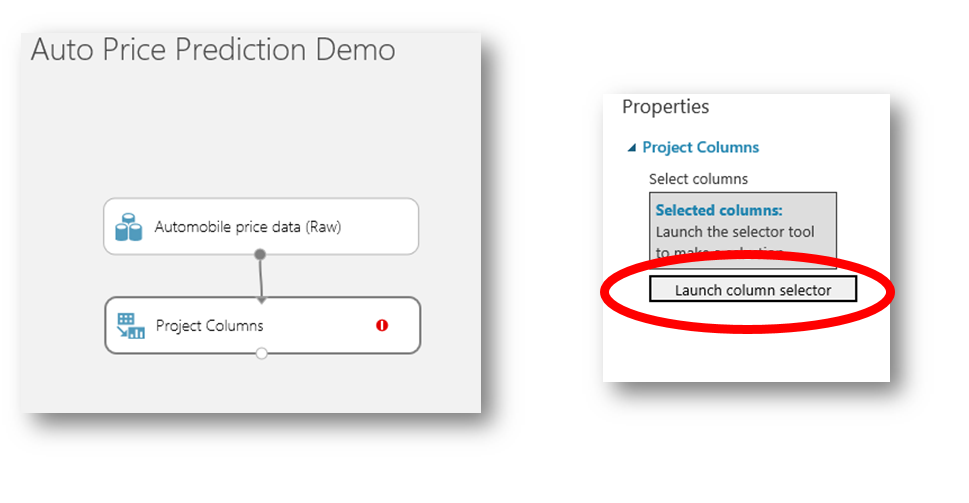 Auto Price Prediction Demo
Automobile price data (Raw)
Project Columns
Properties
Project Columns
Select columns
Selected columns:
Launch the selector tool
to make a selection
Launch column selector